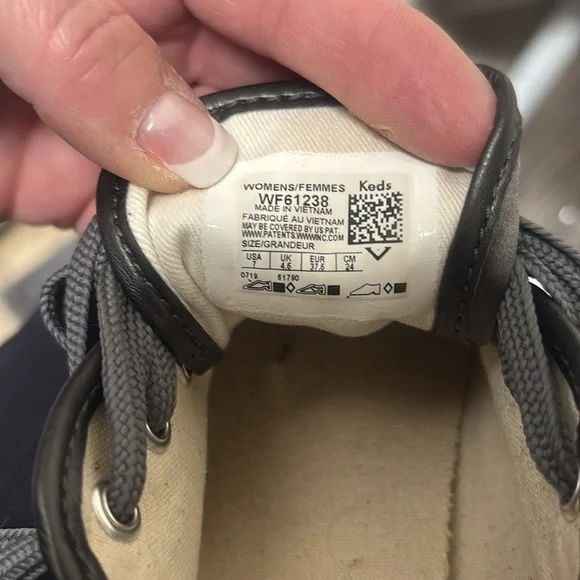 WOMENS/FEMMES Keds
WF61238
MADE IN VIETNAM
FABRIQUÉ AU VIETNAM
MAY BE COVERED BY US PAT.
WWW.PATENTS.WWWINC.COM
SIZE/GRANDEUR
USA UK EUR CM
7 4.5 37.5 24
0719 61790